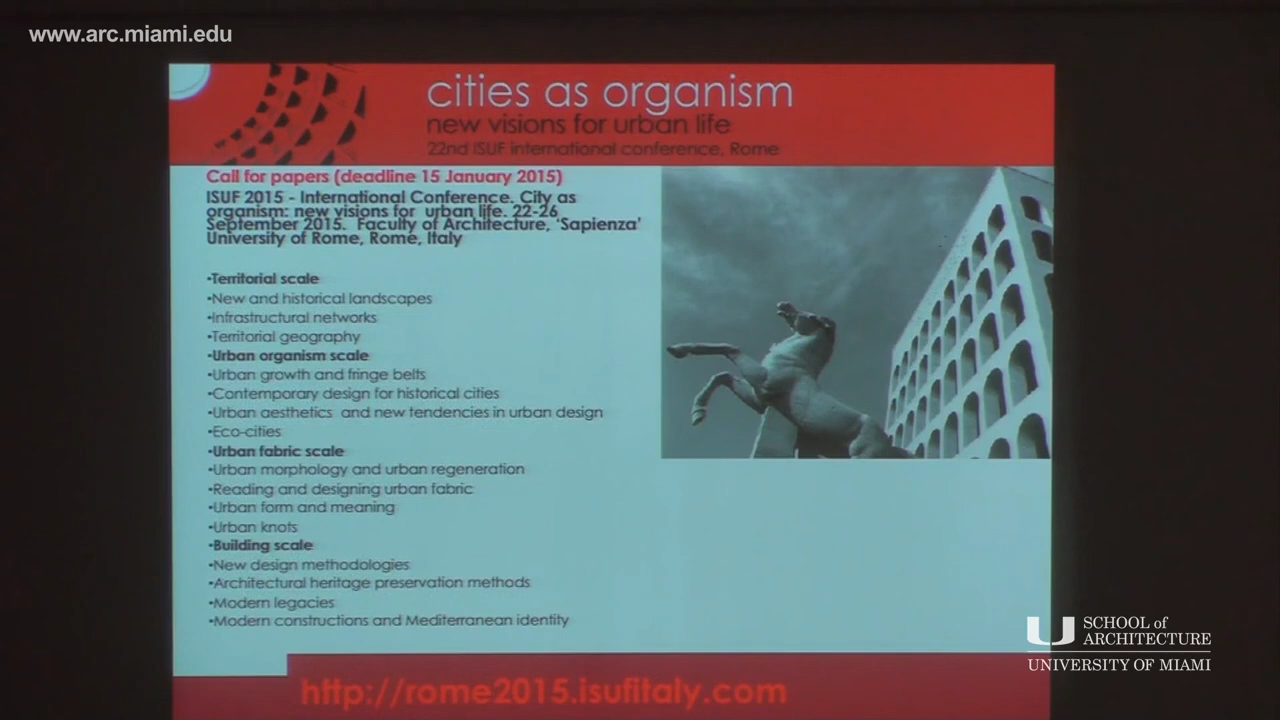 www.arc.miami.edu
cities as organism
new visions for urban life
22nd ISUF international conference, Rome
Call for papers (deadline 15 January 2015)
ISUF 2015 - International Conference. City as
organism: new visions for urban life. 22-26
September 2015. Faculty of Architecture, ‘Sapienza’
University of Rome, Rome, Italy
•Territorial scale
•New and historical landscapes
•Infrastructural networks
•Territorial geography
•Urban organism scale
•Urban growth and fringe belts
•Contemporary design for historical cities
•Urban aesthetics and new tendencies in urban design
•Eco-cities
•Urban fabric scale
•Urban morphology and urban regeneration
•Reading and designing urban fabric
•Urban form and meaning
•Urban knots
•Building scale
•New design methodologies
•Architectural heritage preservation methods
•Modern legacies
•Modern constructions and Mediterranean identity
http://rome2015.isufitaly.com
U SCHOOL of
ARCHITECTURE
UNIVERSITY OF MIAMI